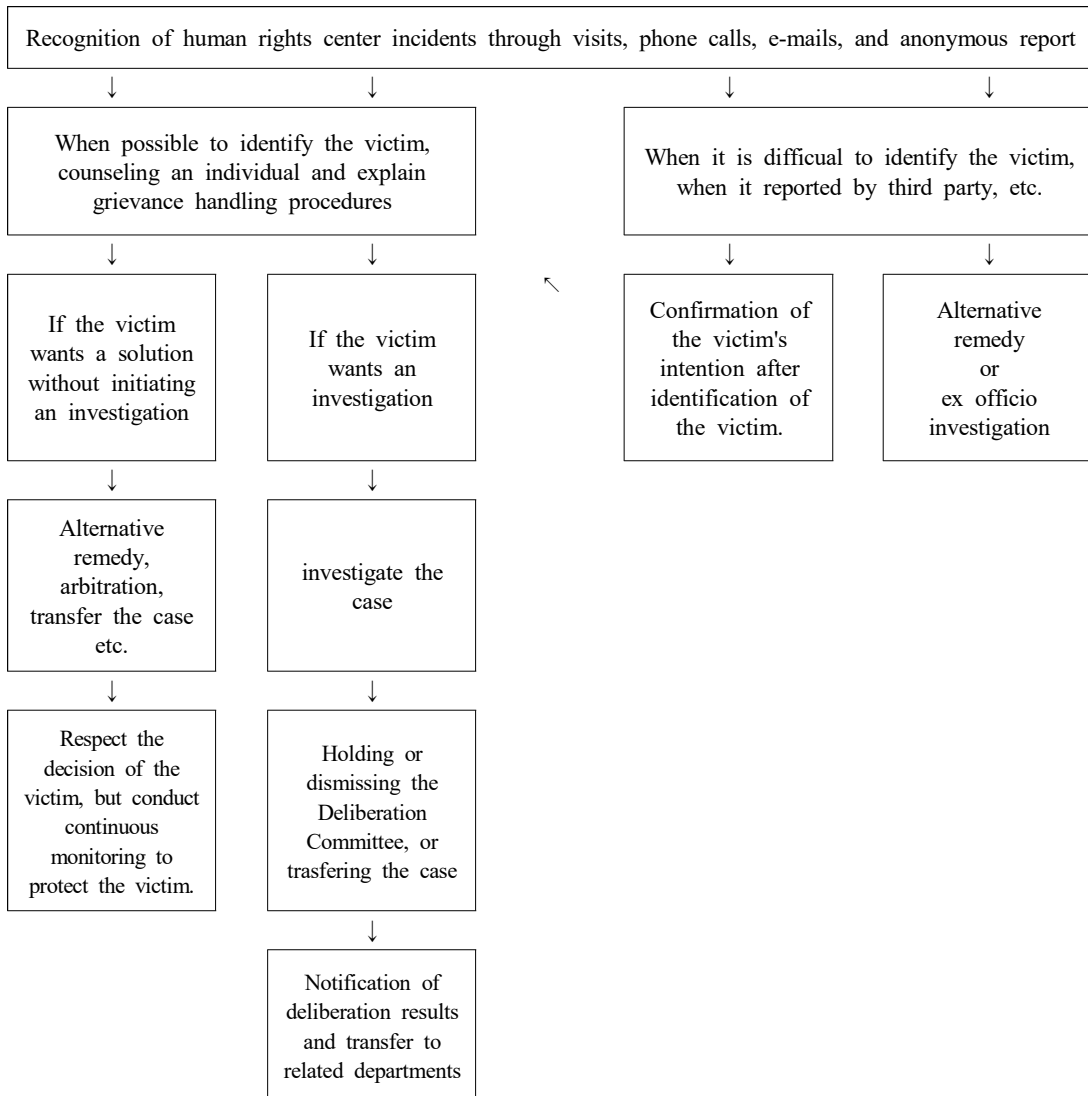 Recognition of human rights center incidents through visits, phone calls, e-mails, and anonymous report
↓ ↓ ↓ ↓
When possible to identify the victim,
counseling an individual and explain
grievance handling procedures
When it is difficual to identify the victim,
when it reported by third party, etc.
↓ ↓ ↓ ↓
If the victim
wants a solution
without initiating
an investigation
If the victim
wants an
investigation
↖
Confirmation of
the victim's
intention after
identification of
the victim.
Alternative
remedy
or
ex officio
investigation
↓ ↓
Alternative
remedy,
arbitration,
transfer the case
etc.
investigate the
case
↓ ↓
Respect the
decision of the
victim, but conduct
continuous
monitoring to
protect the victim.
Holding or
dismissing the
Deliberation
Committee, or
trasfering the case
↓
Notification of
deliberation results
and transfer to
related departments